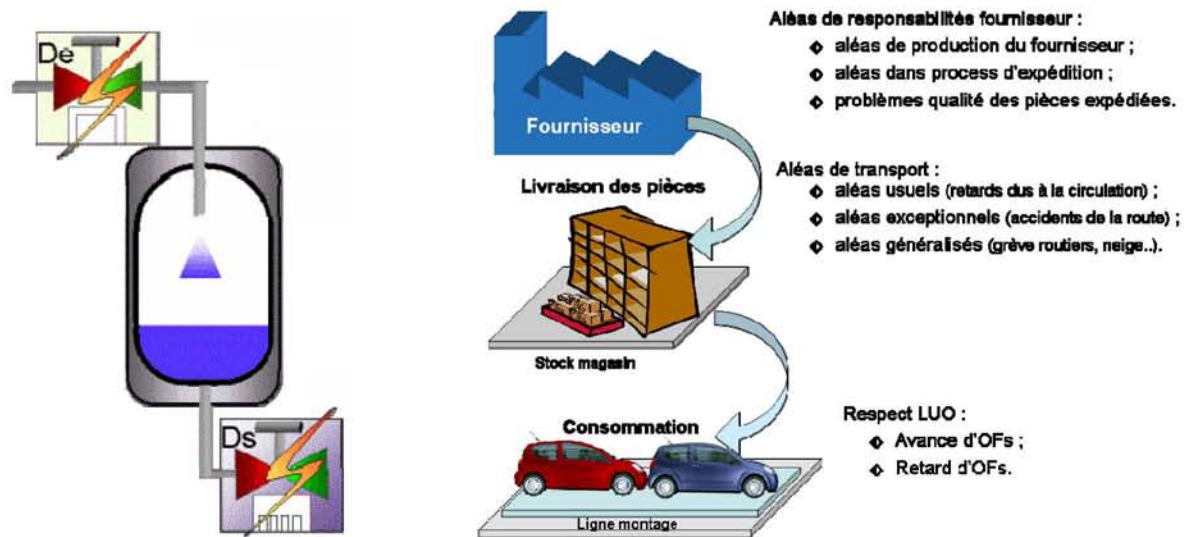 De
Ds
Fournisseur
Livraison des pièces
Stock magasin
Consommation
Ligne montage
Aléas de responsabilités fournisseur :
❖ aléas de production du fournisseur ;
❖ aléas dans process d'expédition ;
❖ problèmes qualité des pièces expédiées.
Aléas de transport :
❖ aléas usuels (retards dus à la circulation) ;
❖ aléas exceptionnels (accidents de la route) ;
❖ aléas généralisés (grève routiers, neige..).
Respect LUO :
❖ Avance d'OFs ;
❖ Retard d'OFs.